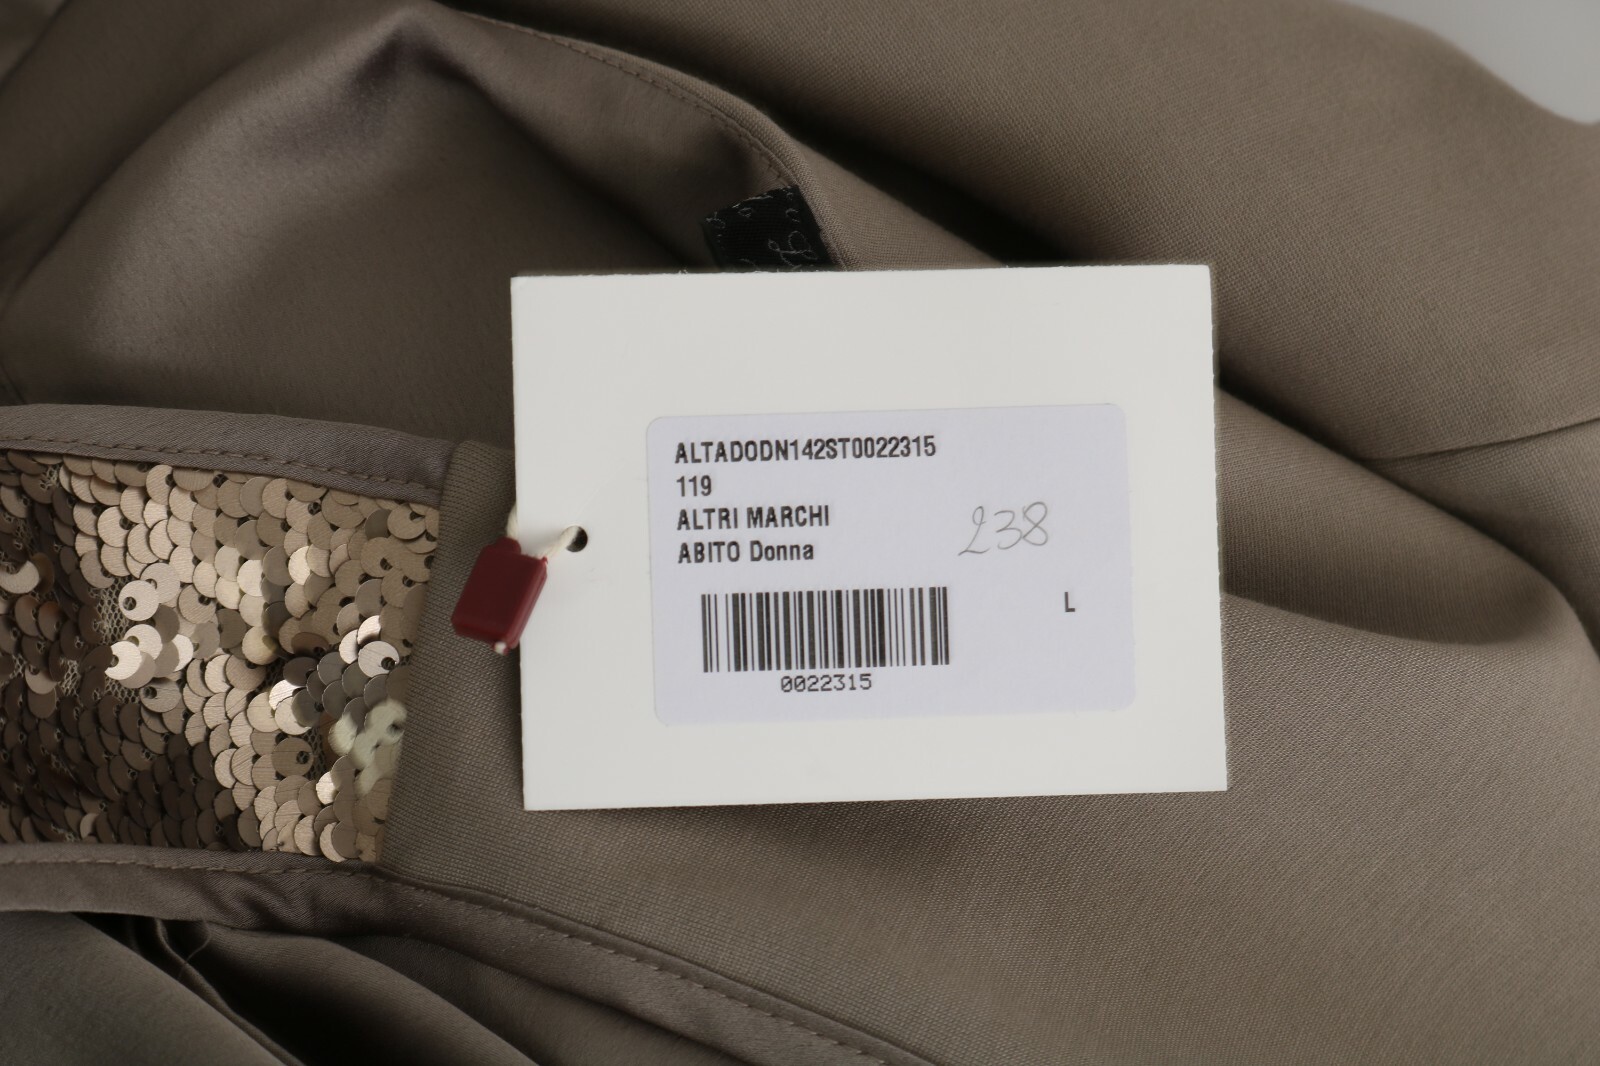 ALTADODN142ST0022315
119
ALTRI MARCHI
ABITO Donna
238
L
0022315